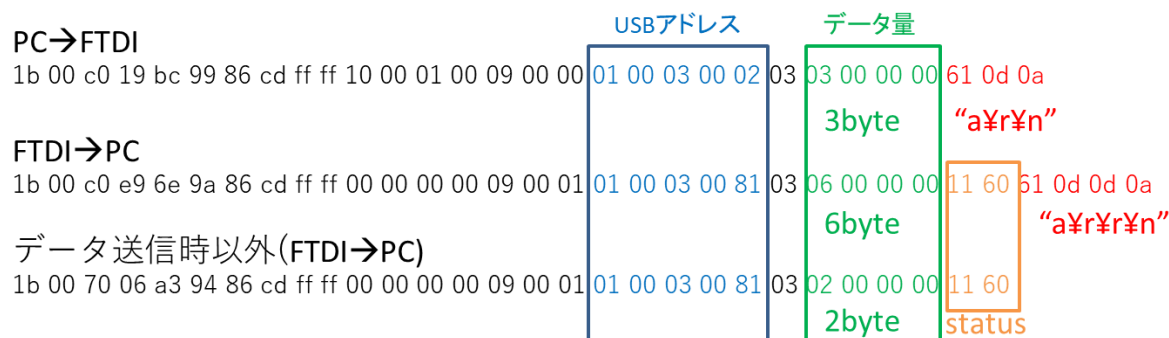 USBアドレス データ量
PC→FTDI
1b 00 c0 19 bc 99 86 cd ff ff 10 00 01 00 09 00 00 01 00 03 00 02 03 03 00 00 00 61 0d 0a
3byte “a¥r¥n”
FTDI→PC
1b 00 c0 e9 6e 9a 86 cd ff ff 00 00 00 00 09 00 01 01 00 03 00 81 03 06 00 00 00 11 60 61 0d 0d 0a
6byte “a¥r¥r¥n”
データ送信時以外(FTDI→PC)
1b 00 70 06 a3 94 86 cd ff ff 00 00 00 00 09 00 01 01 00 03 00 81 03 02 00 00 00 11 60
2byte status